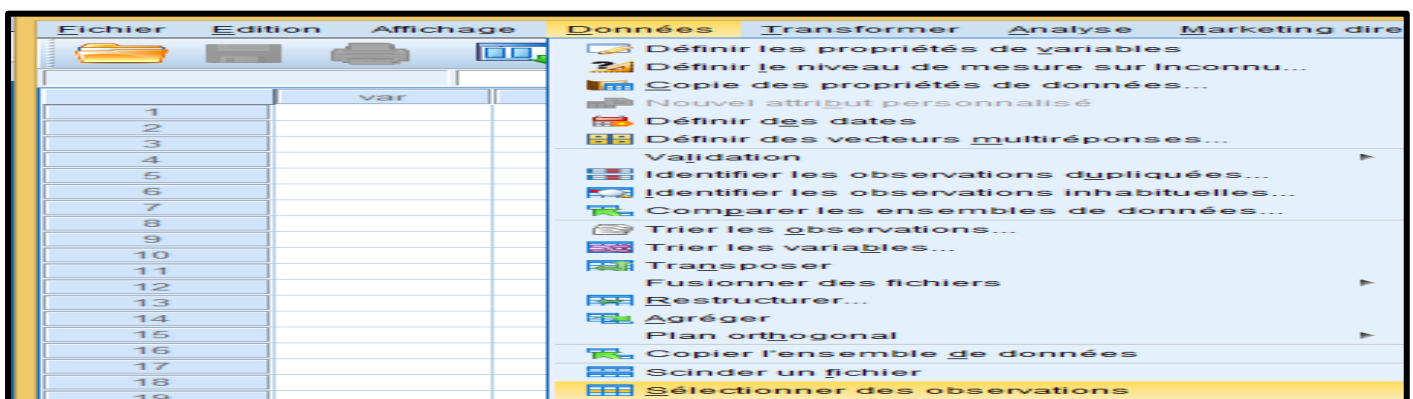 Fichier Edition Affichage Données Transformer Analyse Marketing dire
Définir les propriétés de variables
Définir le niveau de mesure sur Inconnu...
Copie des propriétés de données...
Nouvel attribut personnalisé
Définir des dates
Définir des vecteurs multiréponses...
Validation
Identifier les observations dupliquées...
Identifier les observations inhabituelles...
Comparer les ensembles de données...
Trier les observations...
Trier les variables...
Transposer
Fusionner des fichiers
Restructurer...
Agréger
Plan orthogonal
Copier l'ensemble de données
Scinder un fichier
Sélectionner des observations
var
1
2
3
4
5
6
7
8
9
10
11
12
13
14
15
16
17
18
19